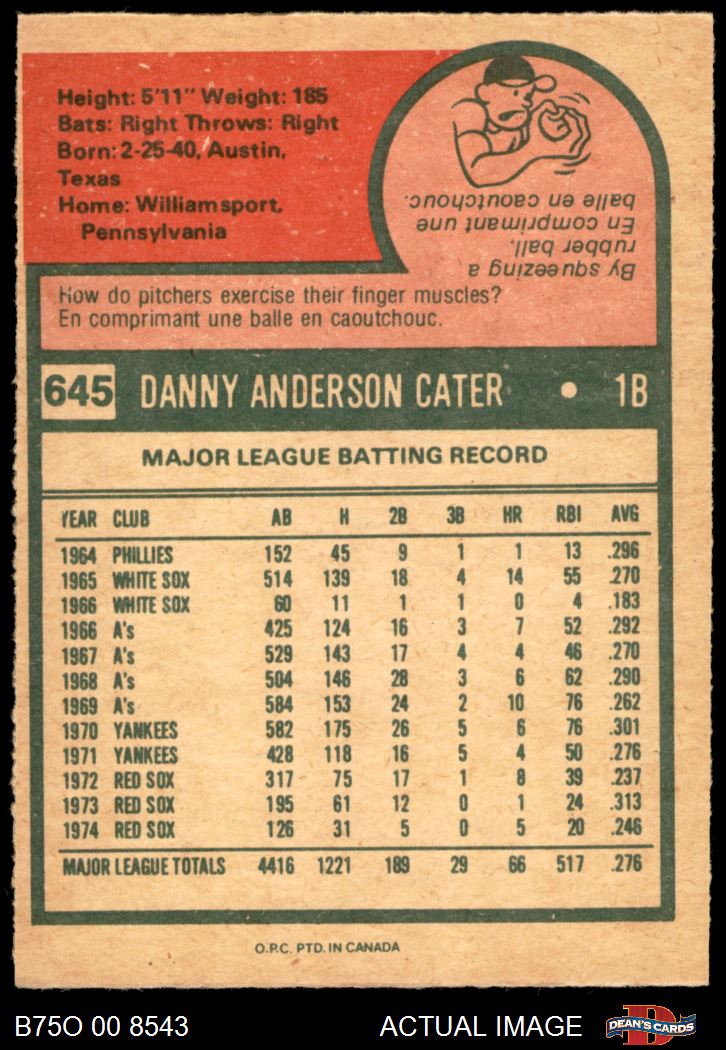 Height: 5'11" Weight: 185
Bats: Right Throws: Right
Born: 2-25-40, Austin,
Texas
Home: Williamsport,
Pennsylvania
By squeezing a
rubber ball.
En comprimant une
balle en caoutchouc.
How do pitchers exercise their finger muscles?
En comprimant une balle en caoutchouc.
645 DANNY ANDERSON CATER • 1B
MAJOR LEAGUE BATTING RECORD
YEAR CLUB AB H 2B 3B HR RBI AVG
1964 PHILLIES 152 45 9 1 1 13 .296
1965 WHITE SOX 514 139 18 4 14 55 .270
1966 WHITE SOX 60 11 1 1 0 4 .183
1966 A's 425 124 16 3 7 52 .292
1967 A's 529 143 17 4 4 46 .270
1968 A's 504 146 28 3 6 62 .290
1969 A's 584 153 24 2 10 76 .262
1970 YANKEES 582 175 26 5 6 76 .301
1971 YANKEES 428 118 16 5 4 50 .276
1972 RED SOX 317 75 17 1 8 39 .237
1973 RED SOX 195 61 12 0 1 24 .313
1974 RED SOX 126 31 5 0 5 20 .246
MAJOR LEAGUE TOTALS 4416 1221 189 29 66 517 .276
O.P.C. PTD. IN CANADA
B75O 00 8543 ACTUAL IMAGE D DEAN'S CARDS